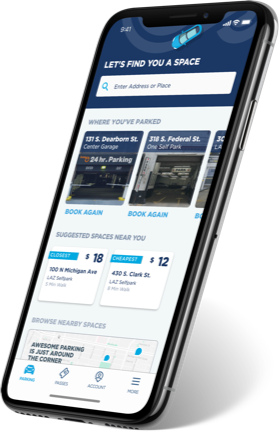 9:41
LET'S FIND YOU A SPACE
Enter Address or Place
WHERE YOU'VE PARKED
131 S. Dearborn St.
Center Garage
24 hr. Parking
BOOK AGAIN
318 S. Federal St.
One Self Park
BOOK AGAIN
30
SUGGESTED SPACES NEAR YOU
CLOSEST $18
100 N Michigan Ave
LAZ Selfpark
Min Walk
CHEAPEST $12
430 S. Clark St.
LAZ Selfpark
Min Walk
BROWSE NEARBY SPACES
AWESOME PARKING
IS JUST AROUND
THE CORNER
PARKING
PASSES
ACCOUNT
MORE